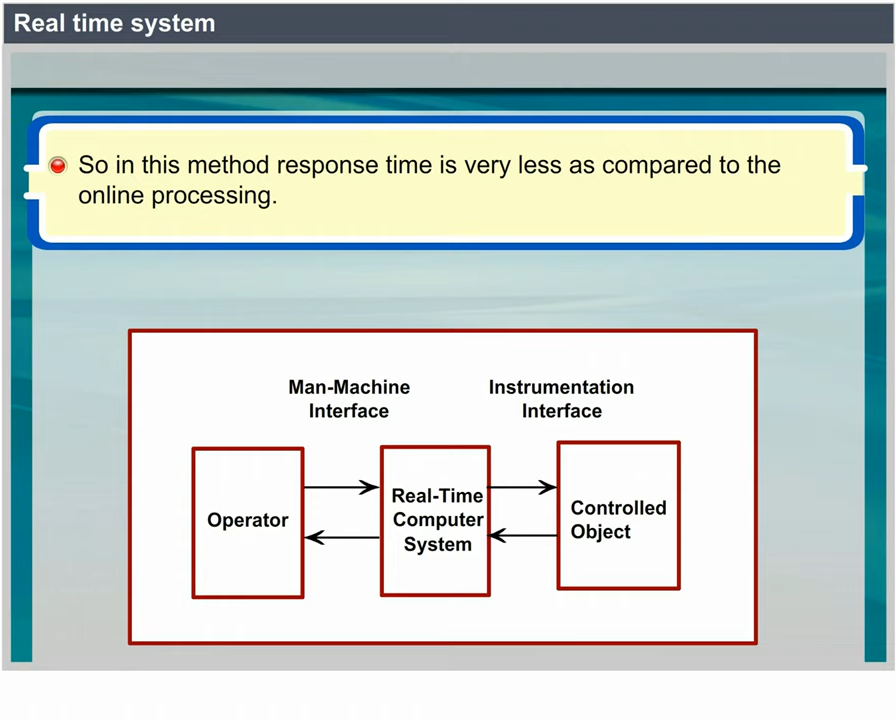 Real time system
So in this method response time is very less as compared to the
online processing.
Man-Machine
Interface
Instrumentation
Interface
Operator
Real-Time
Computer
System
Controlled
Object